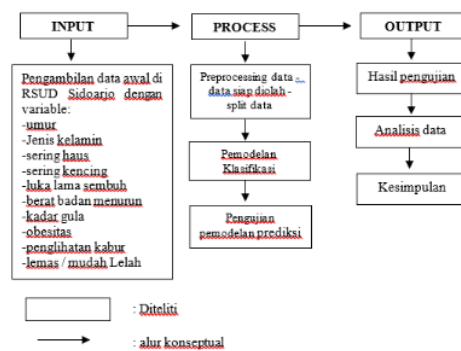 INPUT
PROCESS
OUTPUT
Pengambilan data awal di
RSUD Sidoarjo dengan
variable:
-umur
-Jenis kelamin
-sering haus
-sering kencing
-luka lama sembuh
-berat badan menurun
-kadar gula
-obesitas
-penglihatan kabur
-lemas / mudah Lelah
Preprocessing data –
data siap diolah -
split data
Pemodelan
Klasifikasi
Pengujian
pemodelan prediksi
Hasil pengujian
Analisis data
Kesimpulan
: Diteliti
: alur konseptual